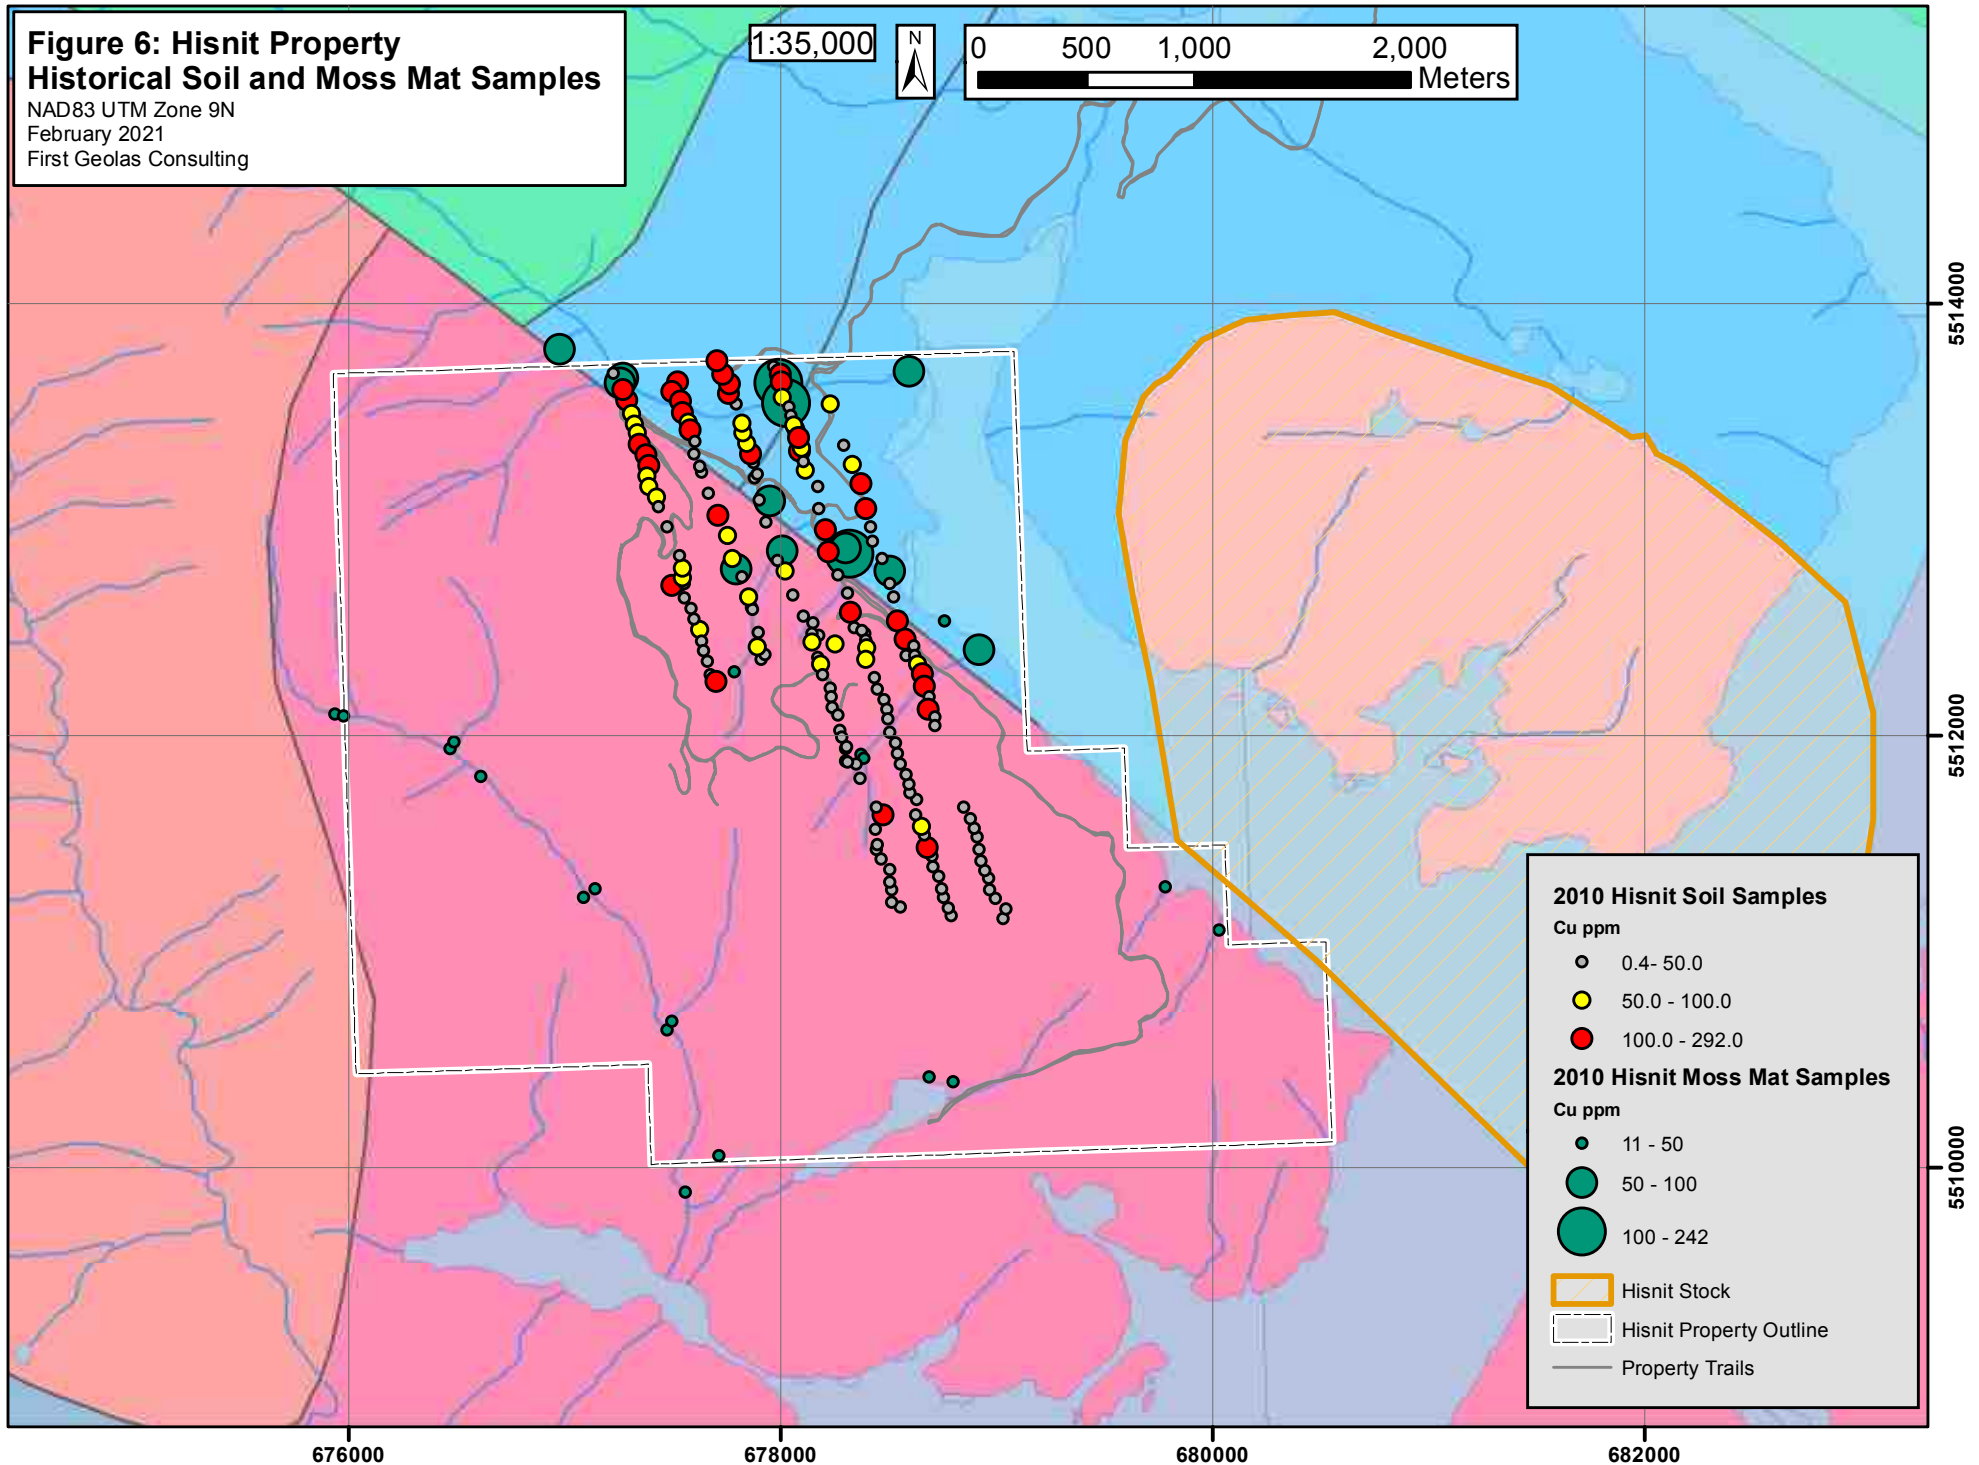 Figure 6: Hisnit Property
Historical Soil and Moss Mat Samples
NAD83 UTM Zone 9N
February 2021
First Geolas Consulting
1:35,000
N
0 500 1,000 2,000
Meters
5514000
5512000
5510000
2010 Hisnit Soil Samples
Cu ppm
0.4- 50.0
50.0 - 100.0
100.0 - 292.0
2010 Hisnit Moss Mat Samples
Cu ppm
11 - 50
50 - 100
100 - 242
Hisnit Stock
Hisnit Property Outline
Property Trails
676000 678000 680000 682000